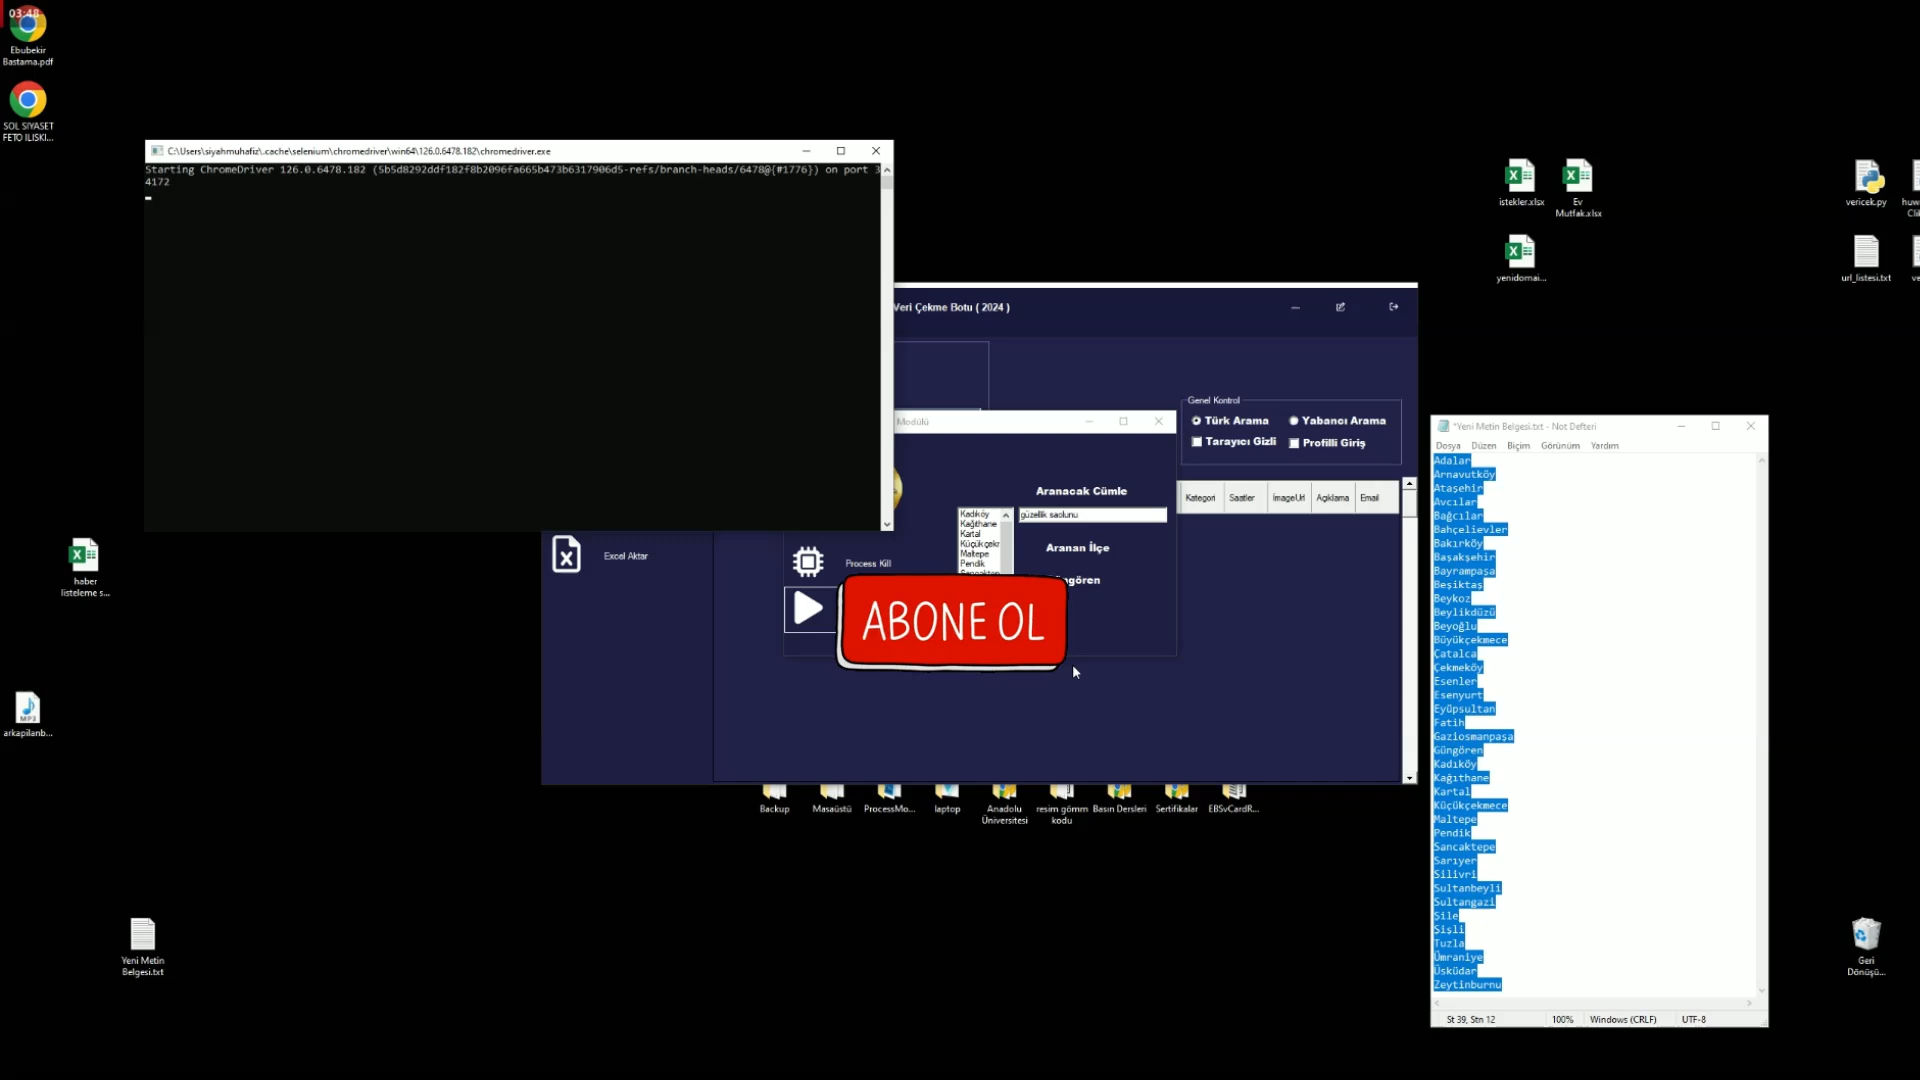 03:48
Ebubekir
Bastama.pdf
SOL SIYASET
FETO ILISKI...
C:\Users\siyahmuhafiz\.cache\selenium\chromedriver\win64\126.0.6478.182\chromedriver.exe
Starting ChromeDriver 126.0.6478.182 (5b5d8292ddf182f8b2096fa665b473b6317906d5-refs/branch-heads/6478@{#1776}) on port 3
4172
istekler.xlsx
Ev
Mutfak.xlsx
vericek.py
yenidomai...
url_listesi.txt
Veri Çekme Botu ( 2024 )
Genel Kontrol
Türk Arama
Yabancı Arama
Tarayıcı Gizli
Profilli Giriş
Modülü
Aranacak Cümle
güzellik saolunu
Aranan İlçe
Kadıköy
Kağıthane
Kartal
Küçükçekr
Maltepe
Pendik
Kategori
Saatler
ImageUrl
Açıklama
Email
Excel Aktar
Process Kill
ABONE OL
haber
listeleme s...
MP3
arkapilanb...
Yeni Metin
Belgesi.txt
Backup
Masaüstü
ProcessMo...
laptop
Anadolu
Üniversitesi
resim gömm
kodu
Basın Dersleri
Sertifikalar
EBSvCardR...
*Yeni Metin Belgesi.txt - Not Defteri
Dosya Düzen Biçim Görünüm Yardım
Adalar
Arnavutköy
Ataşehir
Avcılar
Bağcılar
Bahçelievler
Bakırköy
Başakşehir
Bayrampaşa
Beşiktaş
Beykoz
Beylikdüzü
Beyoğlu
Büyükçekmece
Çatalca
Çekmeköy
Esenler
Esenyurt
Eyüpsultan
Fatih
Gaziosmanpaşa
Güngören
Kadıköy
Kağıthane
Kartal
Küçükçekmece
Maltepe
Pendik
Sancaktepe
Sarıyer
Silivri
Sultanbeyli
Sultangazi
Şile
Şişli
Tuzla
Ümraniye
Üsküdar
Zeytinburnu
St 39, Stn 12
100%
Windows (CRLF)
UTF-8
Geri
Dönüşü...